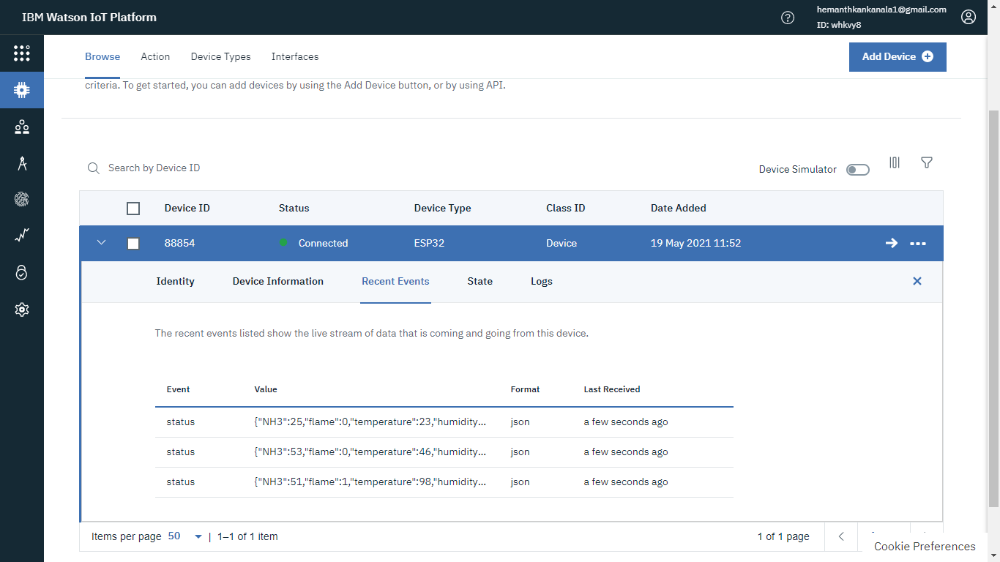 IBM Watson IoT Platform
hemanthkankanala1@gmail.com
ID: whkvy8
Browse Action Device Types Interfaces
Add Device
criteria. To get started, you can add devices by using the Add Device button, or by using API.
Search by Device ID
Device Simulator
Device ID Status Device Type Class ID Date Added
88854 Connected ESP32 Device 19 May 2021 11:52
Identity Device Information Recent Events State Logs
The recent events listed show the live stream of data that is coming and going from this device.
Event Value Format Last Received
status {"NH3":25,"flame":0,"temperature":23,"humidity... json a few seconds ago
status {"NH3":53,"flame":0,"temperature":46,"humidity... json a few seconds ago
status {"NH3":51,"flame":1,"temperature":98,"humidity... json a few seconds ago
Items per page 50 | 1–1 of 1 item
1 of 1 page
Cookie Preferences